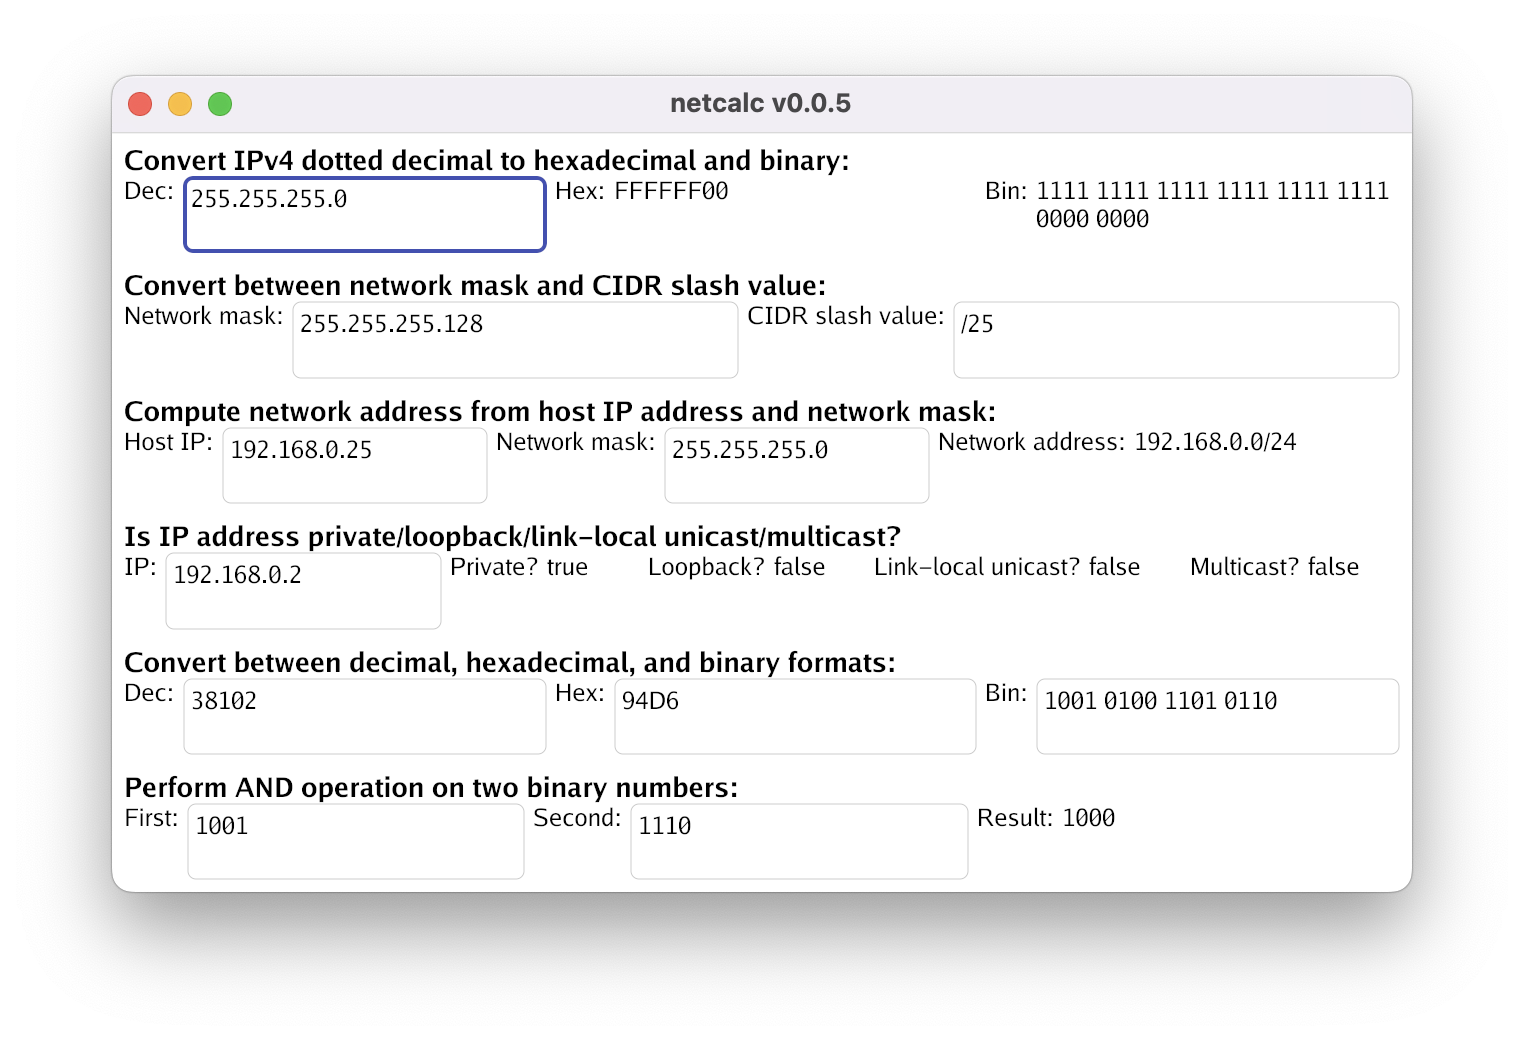 netcalc v0.0.5
Convert IPv4 dotted decimal to hexadecimal and binary:
Dec: 255.255.255.0 Hex: FFFFFF00 Bin: 1111 1111 1111 1111 1111 1111
0000 0000
Convert between network mask and CIDR slash value:
Network mask: 255.255.255.128 CIDR slash value: /25
Compute network address from host IP address and network mask:
Host IP: 192.168.0.25 Network mask: 255.255.255.0 Network address: 192.168.0.0/24
Is IP address private/loopback/link-local unicast/multicast?
IP: 192.168.0.2 Private? true Loopback? false Link-local unicast? false Multicast? false
Convert between decimal, hexadecimal, and binary formats:
Dec: 38102 Hex: 94D6 Bin: 1001 0100 1101 0110
Perform AND operation on two binary numbers:
First: 1001 Second: 1110 Result: 1000